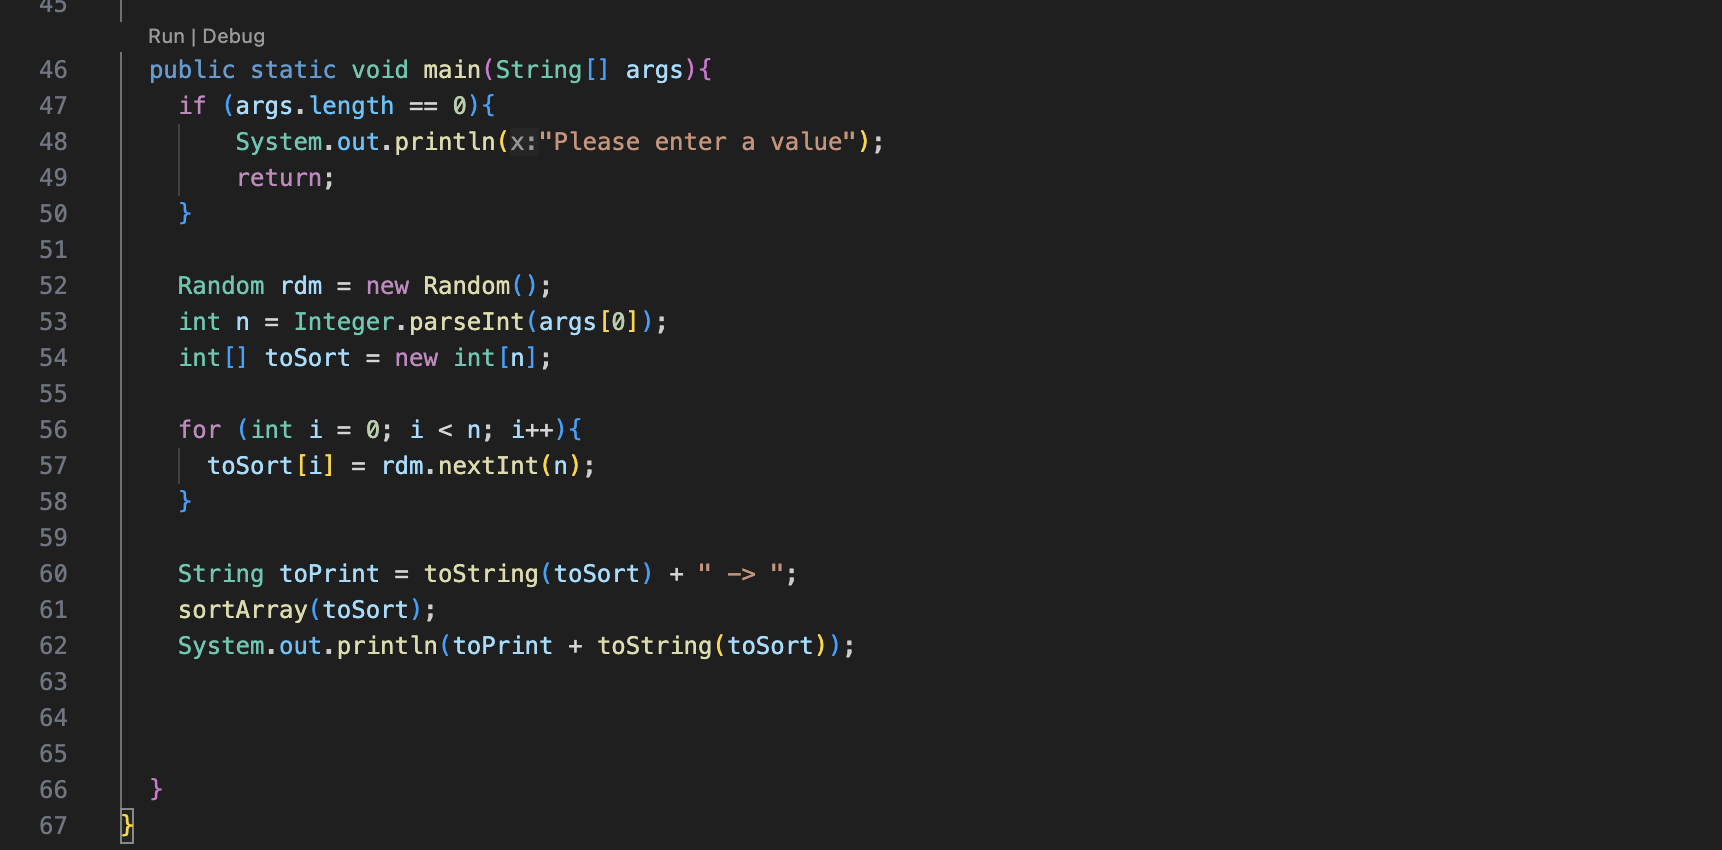 45
Run | Debug
46 public static void main(String[] args){
47 if (args.length == 0){
48 System.out.println(x:"Please enter a value");
49 return;
50 }
51
52 Random rdm = new Random();
53 int n = Integer.parseInt(args[0]);
54 int[] toSort = new int[n];
55
56 for (int i = 0; i < n; i++){
57 toSort[i] = rdm.nextInt(n);
58 }
59
60 String toPrint = toString(toSort) + " -> ";
61 sortArray(toSort);
62 System.out.println(toPrint + toString(toSort));
63
64
65
66 }
67 }